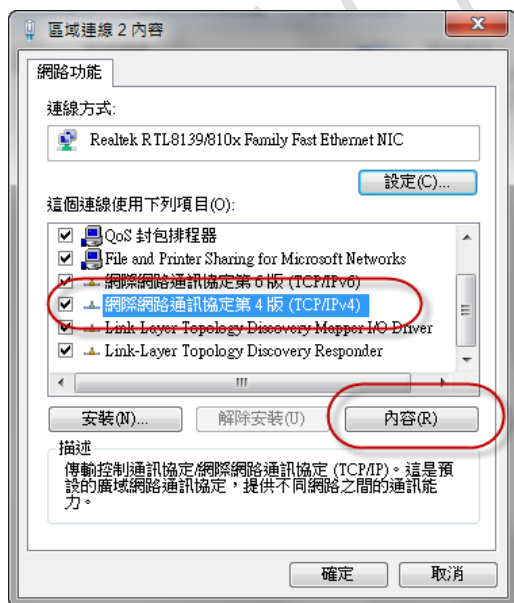 區域連線 2 內容
網路功能
連線方式:
Realtek RTL8139/810x Family Fast Ethernet NIC
設定(C)...
這個連線使用下列項目(O):
QoS 封包排程器
File and Printer Sharing for Microsoft Networks
網際網路通訊協定第 6 版 (TCP/IPv6)
網際網路通訊協定第 4 版 (TCP/IPv4)
Link-Layer Topology Discovery Mapper I/O Driver
Link-Layer Topology Discovery Responder
安裝(N)...
解除安裝(U)
內容(R)
描述
傳輸控制通訊協定/網際網路通訊協定 (TCP/IP)。這是預
設的廣域網路通訊協定，提供不同網路之間的通訊能
力。
確定
取消